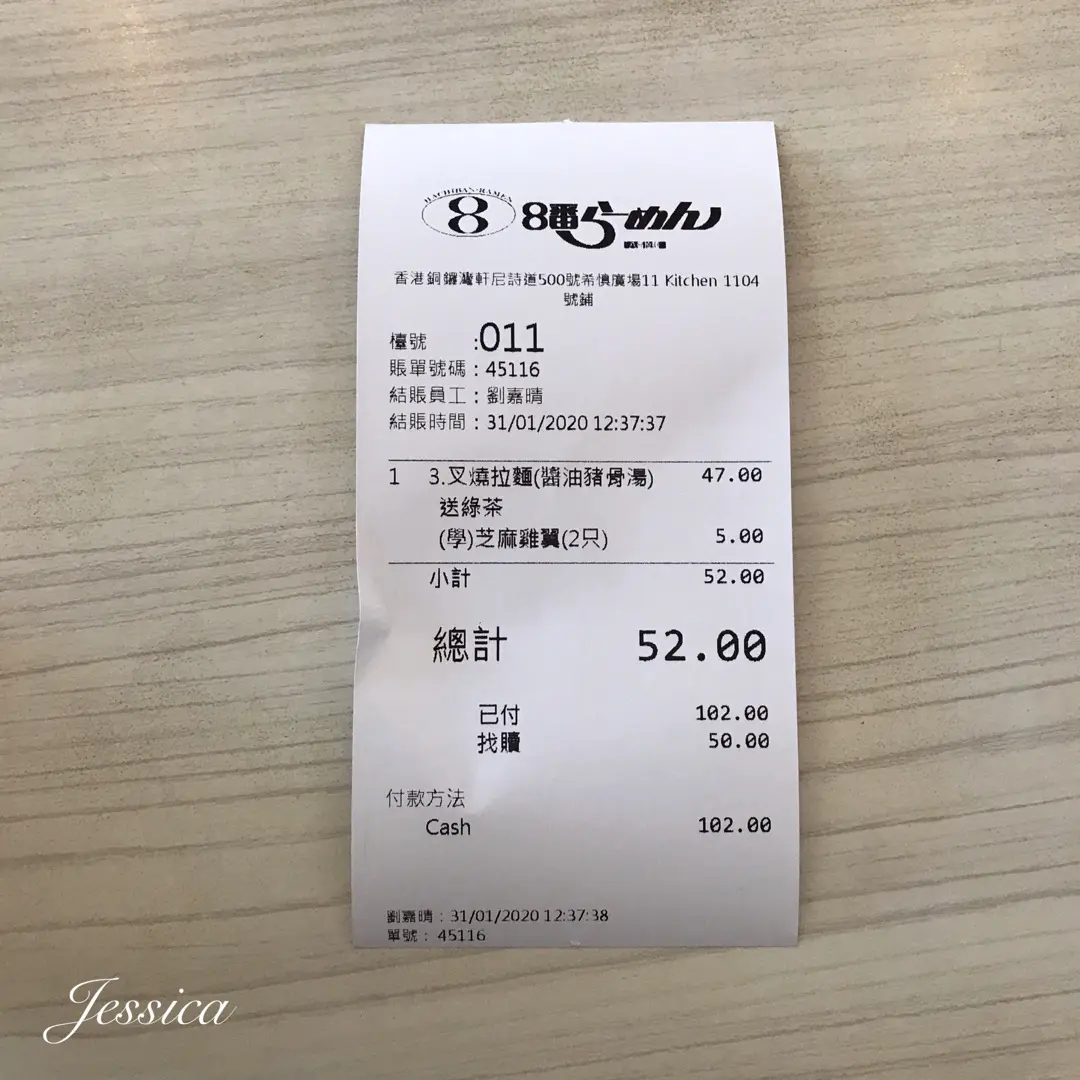 HACHIBAN-RAMEN
8
8番らーめん
香港銅鑼灣軒尼詩道500號希慎廣場11 Kitchen 1104
號鋪
檯號 :011
賬單號碼 : 45116
結賬員工 : 劉嘉晴
結賬時間 : 31/01/2020 12:37:37
1 3.叉燒拉麵(醬油豬骨湯) 47.00
送綠茶
(學)芝麻雞翼(2只) 5.00
小計 52.00
總計 52.00
已付 102.00
找贖 50.00
付款方法
Cash 102.00
劉嘉晴 : 31/01/2020 12:37:38
單號 : 45116
Jessica